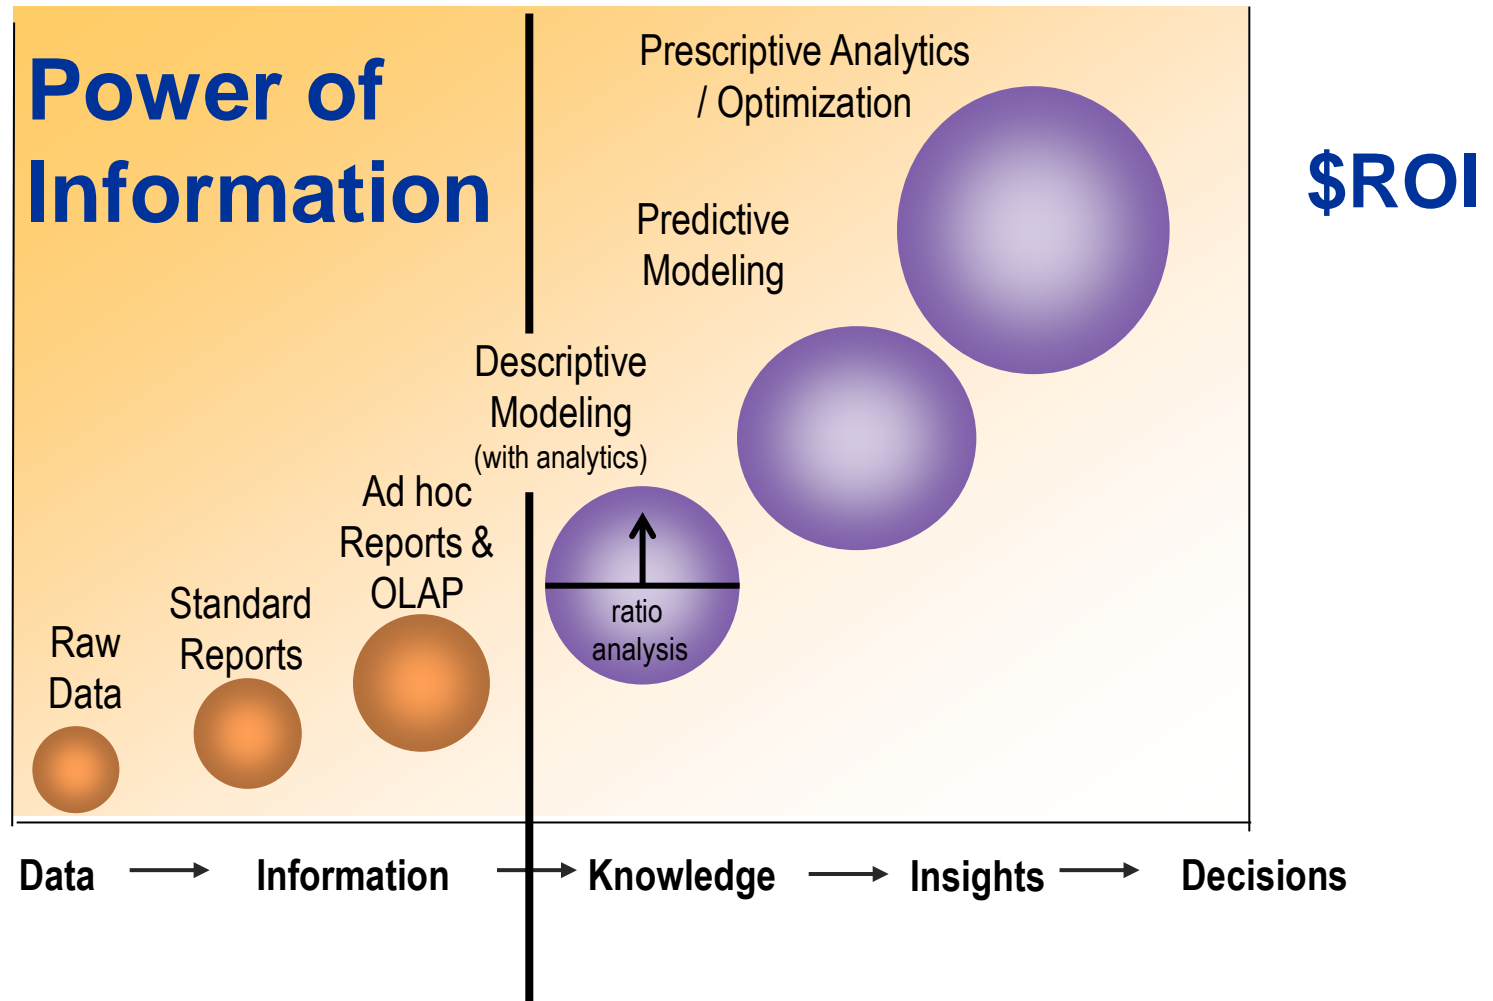 Power of
Information
$ROI
Prescriptive Analytics
/ Optimization
Predictive
Modeling
Descriptive
Modeling
(with analytics)
Ad hoc
Reports &
OLAP
Standard
Reports
Raw
Data
ratio
analysis
Data → Information → Knowledge → Insights → Decisions